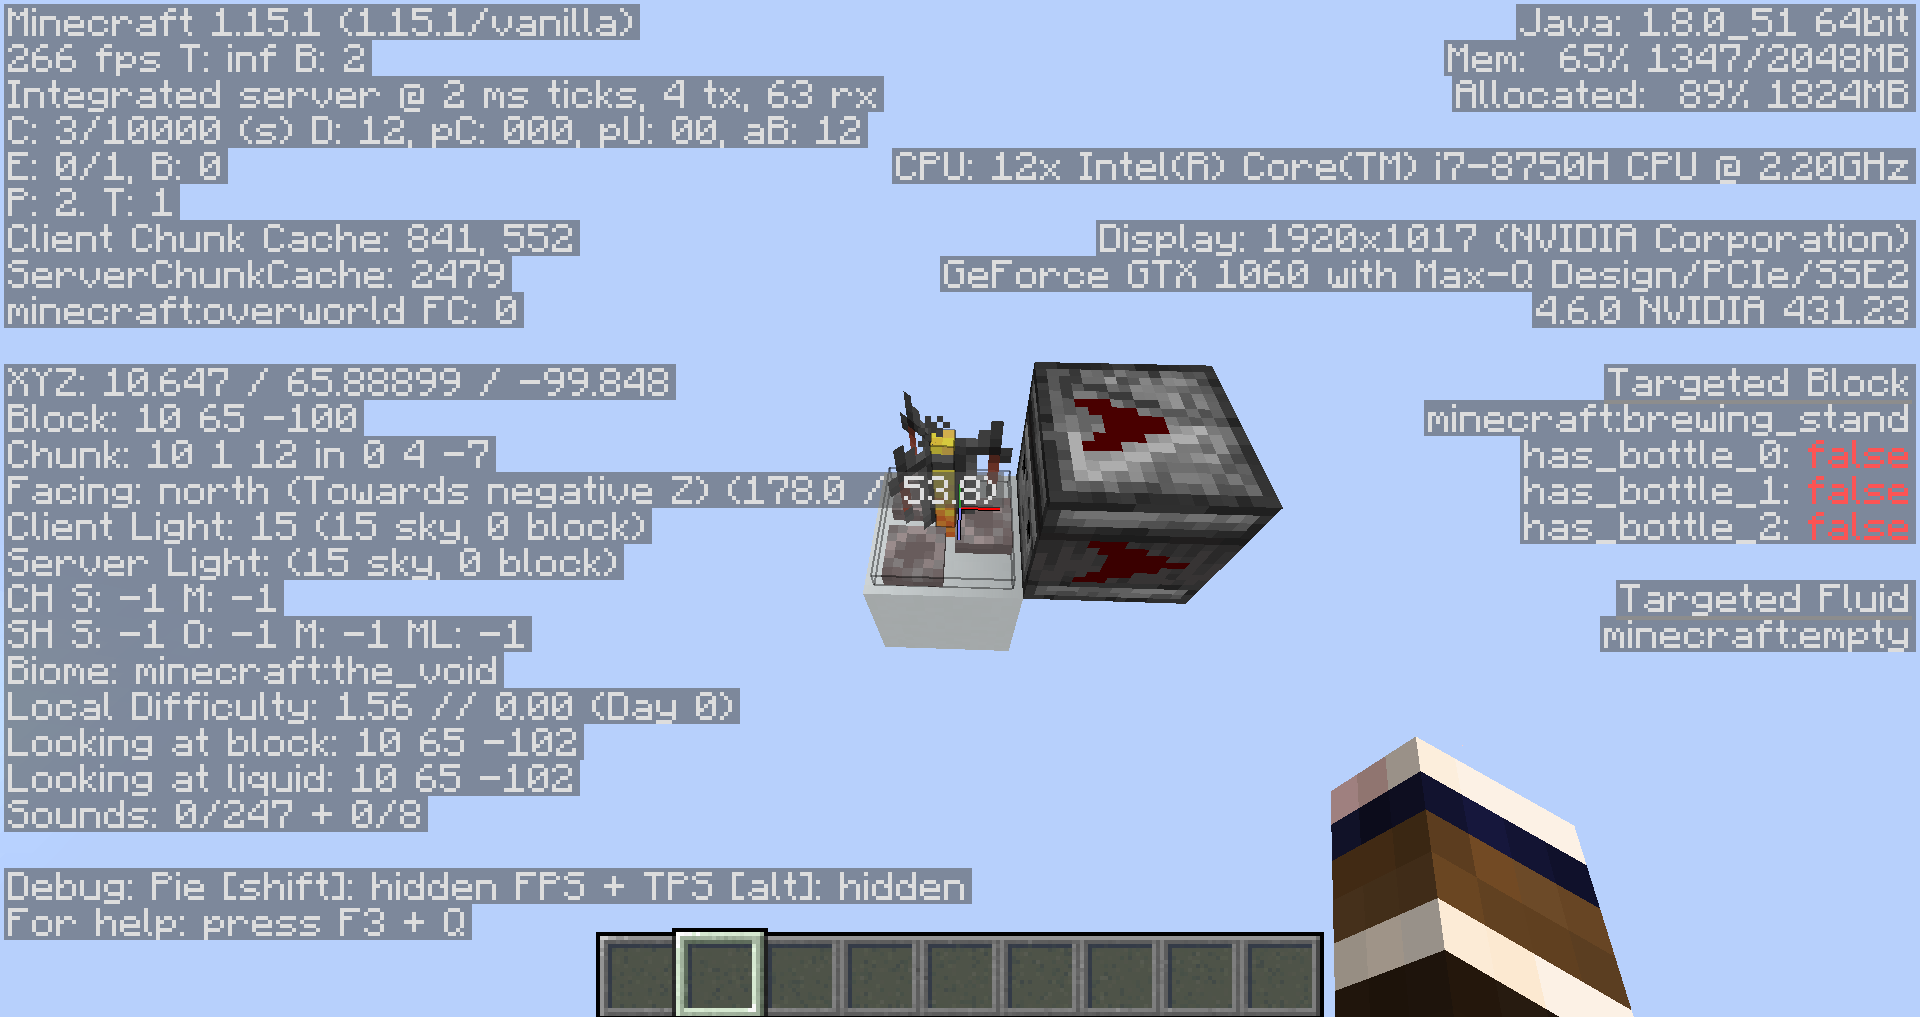 Minecraft 1.15.1 (1.15.1/vanilla)
266 fps T: inf B: 2
Integrated server @ 2 ms ticks, 4 tx, 63 rx
C: 3/10000 (s) D: 12, pC: 000, pU: 00, aB: 12
E: 0/1, B: 0
P: 2. T: 1
Client Chunk Cache: 841, 552
ServerChunkCache: 2479
minecraft:overworld FC: 0
XYZ: 10.647 / 65.88899 / -99.848
Block: 10 65 -100
Chunk: 10 1 12 in 0 4 -7
Facing: north (Towards negative Z) (178.0 / 53.8)
Client Light: 15 (15 sky, 0 block)
Server Light: (15 sky, 0 block)
CH S: -1 M: -1
SH S: -1 O: -1 M: -1 ML: -1
Biome: minecraft:the_void
Local Difficulty: 1.56 // 0.00 (Day 0)
Looking at block: 10 65 -102
Looking at liquid: 10 65 -102
Sounds: 0/247 + 0/8
Debug: Pie [shift]: hidden FPS + TPS [alt]: hidden
For help: press F3 + Q
Java: 1.8.0_51 64bit
Mem: 65% 1347/2048MB
Allocated: 89% 1824MB
CPU: 12x Intel(R) Core(TM) i7-8750H CPU @ 2.20GHz
Display: 1920x1017 (NVIDIA Corporation)
GeForce GTX 1060 with Max-Q Design/PCIe/SSE2
4.6.0 NVIDIA 431.23
Targeted Block
minecraft:brewing_stand
has_bottle_0: false
has_bottle_1: false
has_bottle_2: false
Targeted Fluid
minecraft:empty